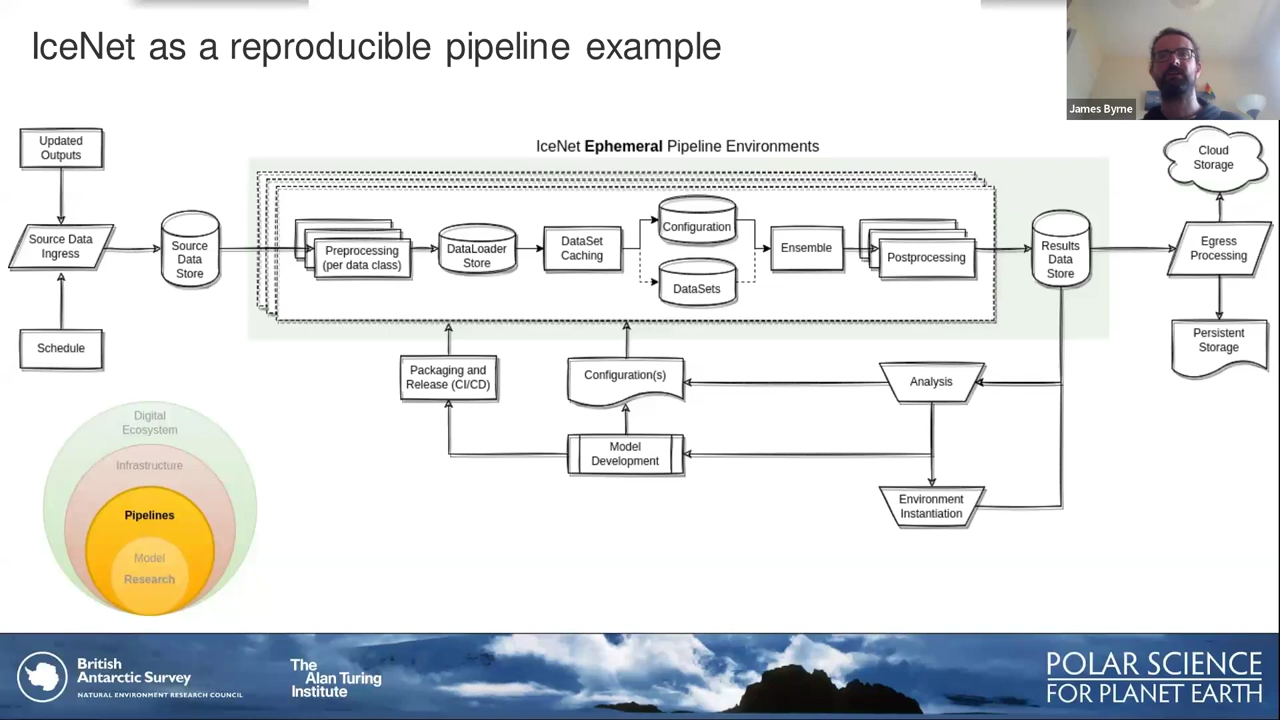 IceNet as a reproducible pipeline example
James Byrne
IceNet Ephemeral Pipeline Environments
Updated
Outputs
Source Data
Ingress
Schedule
Source
Data
Store
Preprocessing
(per data class)
DataLoader
Store
DataSet
Caching
Configuration
DataSets
Ensemble
Postprocessing
Results
Data
Store
Cloud
Storage
Egress
Processing
Persistent
Storage
Packaging and
Release (CI/CD)
Configuration(s)
Analysis
Model
Development
Environment
Instantiation
Digital
Ecosystem
Infrastructure
Pipelines
Model
Research
British
Antarctic Survey
NATURAL ENVIRONMENT RESEARCH COUNCIL
The
Alan Turing
Institute
POLAR SCIENCE
FOR PLANET EARTH